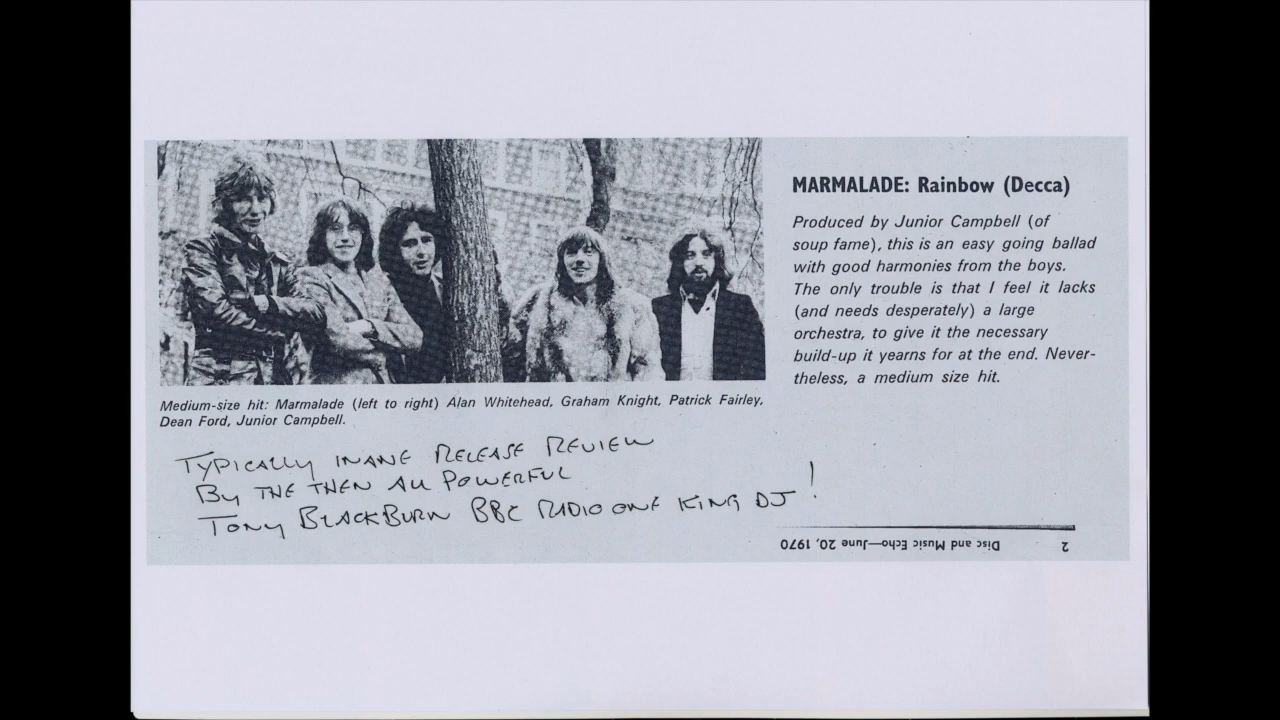 MARMALADE: Rainbow (Decca)
Produced by Junior Campbell (of
soup fame), this is an easy going ballad
with good harmonies from the boys.
The only trouble is that I feel it lacks
(and needs desperately) a large
orchestra, to give it the necessary
build-up it yearns for at the end. Never-
theless, a medium size hit.
Medium-size hit: Marmalade (left to right) Alan Whitehead, Graham Knight, Patrick Fairley,
Dean Ford, Junior Campbell.
TYPICALLY INANE RELEASE REVIEW
BY THE THEN ALL POWERFUL
TONY BLACKBURN BBC RADIO ONE KING DJ!
2 Disc and Music Echo—June 20, 1970